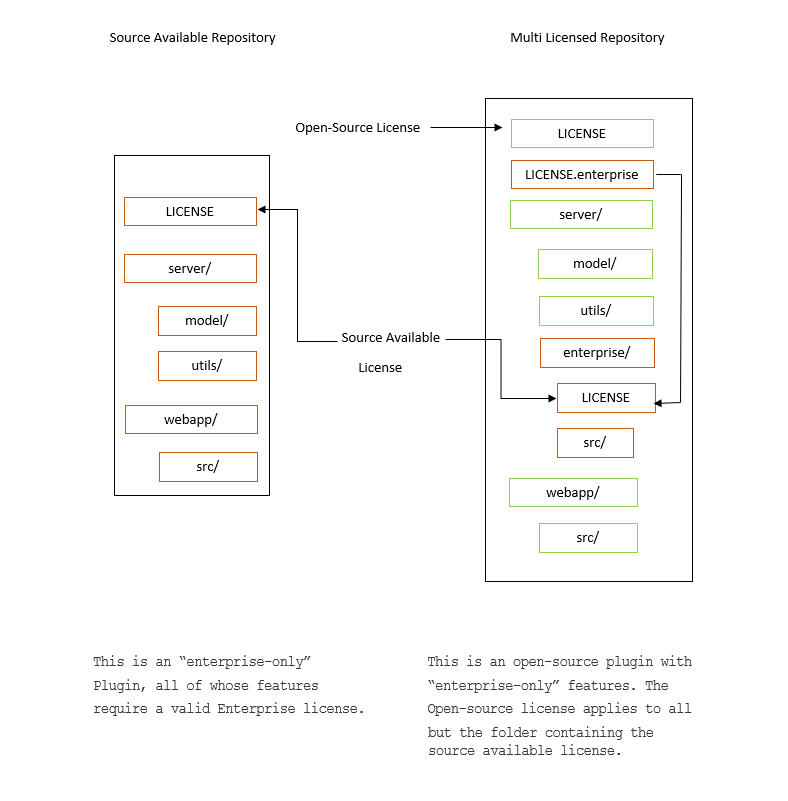 Source Available Repository
Multi Licensed Repository
Open-Source License
LICENSE
server/
model/
utils/
webapp/
src/
Source Available
License
LICENSE
LICENSE.enterprise
server/
model/
utils/
enterprise/
LICENSE
src/
webapp/
src/
This is an “enterprise-only”
Plugin, all of whose features
require a valid Enterprise license.
This is an open-source plugin with
“enterprise-only” features. The
Open-source license applies to all
but the folder containing the
source available license.